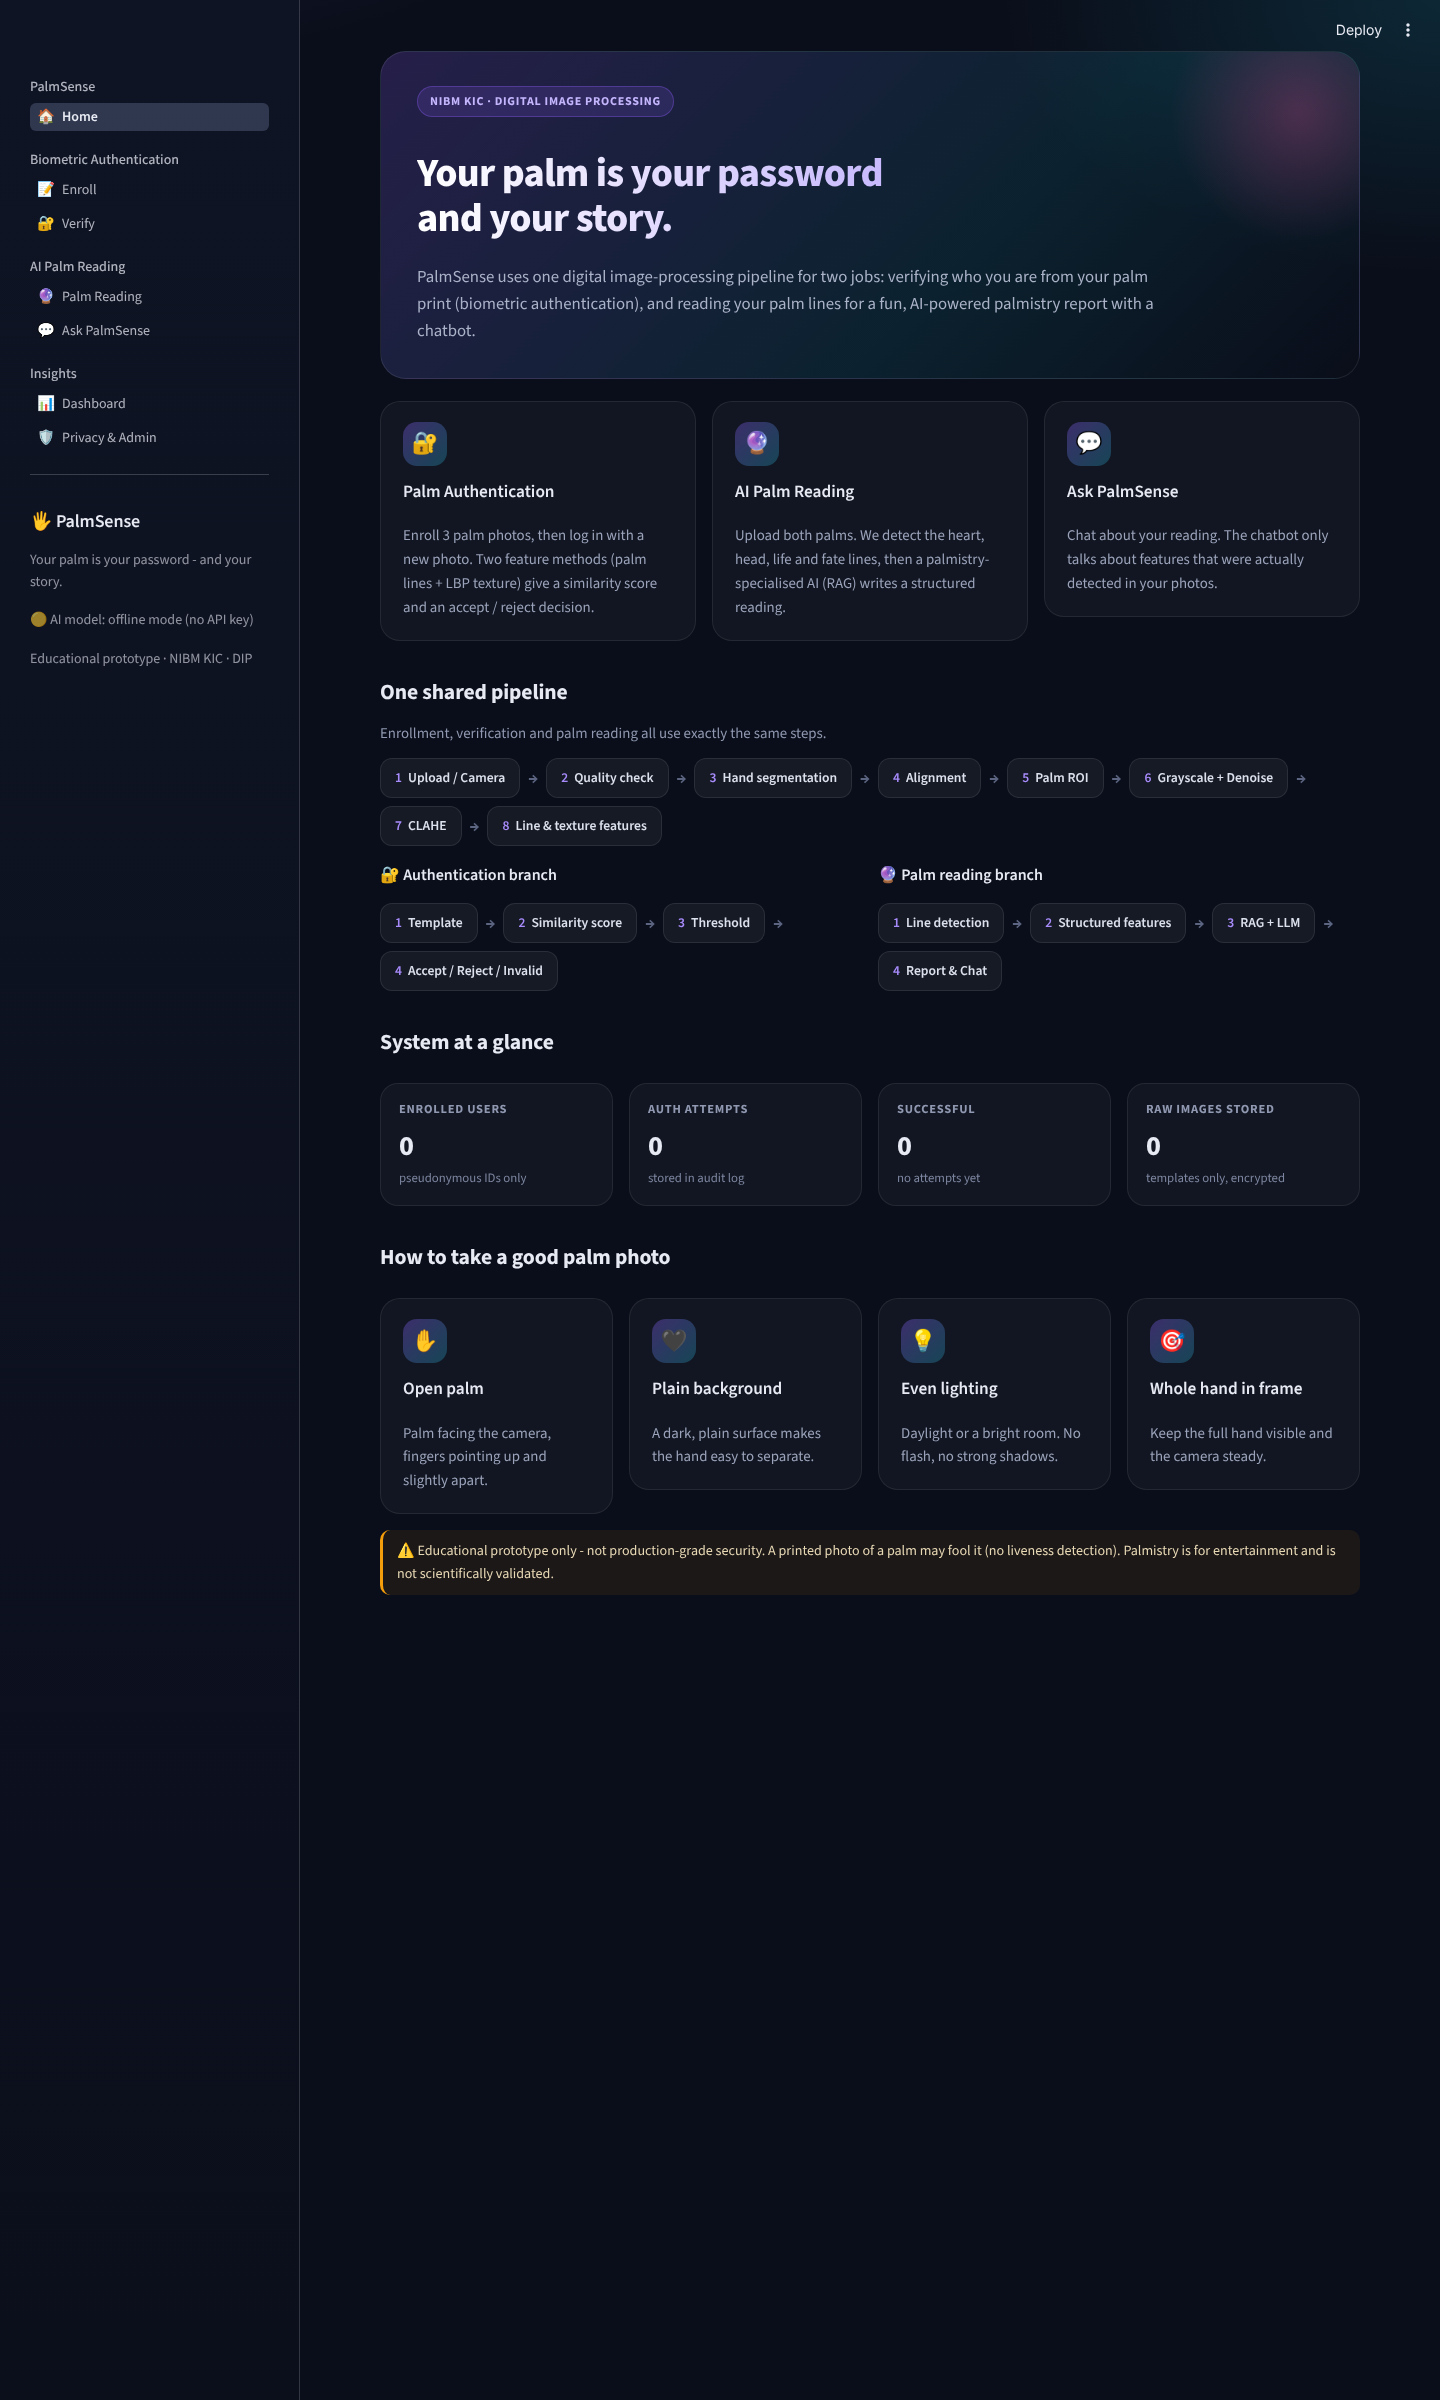 Deploy
PalmSense
Home
Biometric Authentication
Enroll
Verify
AI Palm Reading
Palm Reading
Ask PalmSense
Insights
Dashboard
Privacy & Admin
PalmSense
Your palm is your password - and your
story.
AI model: offline mode (no API key)
Educational prototype · NIBM KIC · DIP
NIBM KIC · DIGITAL IMAGE PROCESSING
Your palm is your password
and your story.
PalmSense uses one digital image-processing pipeline for two jobs: verifying who you are from your palm
print (biometric authentication), and reading your palm lines for a fun, AI-powered palmistry report with a
chatbot.
Palm Authentication
Enroll 3 palm photos, then log in with a
new photo. Two feature methods (palm
lines + LBP texture) give a similarity score
and an accept / reject decision.
AI Palm Reading
Upload both palms. We detect the heart,
head, life and fate lines, then a palmistry-
specialised AI (RAG) writes a structured
reading.
Ask PalmSense
Chat about your reading. The chatbot only
talks about features that were actually
detected in your photos.
One shared pipeline
Enrollment, verification and palm reading all use exactly the same steps.
1 Upload / Camera → 2 Quality check → 3 Hand segmentation → 4 Alignment → 5 Palm ROI → 6 Grayscale + Denoise →
7 CLAHE → 8 Line & texture features
Authentication branch
1 Template → 2 Similarity score → 3 Threshold →
4 Accept / Reject / Invalid
Palm reading branch
1 Line detection → 2 Structured features → 3 RAG + LLM →
4 Report & Chat
System at a glance
ENROLLED USERS
0
pseudonymous IDs only
AUTH ATTEMPTS
0
stored in audit log
SUCCESSFUL
0
no attempts yet
RAW IMAGES STORED
0
templates only, encrypted
How to take a good palm photo
Open palm
Palm facing the camera,
fingers pointing up and
slightly apart.
Plain background
A dark, plain surface makes
the hand easy to separate.
Even lighting
Daylight or a bright room. No
flash, no strong shadows.
Whole hand in frame
Keep the full hand visible and
the camera steady.
⚠️ Educational prototype only - not production-grade security. A printed photo of a palm may fool it (no liveness detection). Palmistry is for entertainment and is
not scientifically validated.